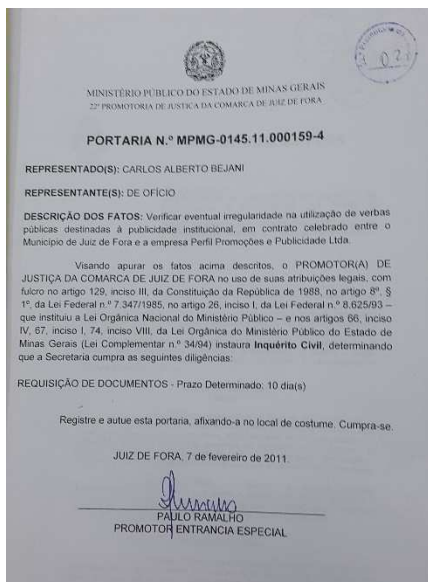 02
MINISTÉRIO PÚBLICO DO ESTADO DE MINAS GERAIS
22ª PROMOTORIA DE JUSTIÇA DA COMARCA DE JUIZ DE FORA
PORTARIA N.º MPMG-0145.11.000159-4
REPRESENTADO(S): CARLOS ALBERTO BEJANI
REPRESENTANTE(S): DE OFÍCIO
DESCRIÇÃO DOS FATOS: Verificar eventual irregularidade na utilização de verbas
públicas destinadas à publicidade institucional, em contrato celebrado entre o
Município de Juiz de Fora e a empresa Perfil Promoções e Publicidade Ltda.
Visando apurar os fatos acima descritos, o PROMOTOR(A) DE
JUSTIÇA DA COMARCA DE JUIZ DE FORA no uso de suas atribuições legais, com
fulcro no artigo 129, inciso III, da Constituição da República de 1988, no artigo 8º, §
1º, da Lei Federal n.º 7.347/1985, no artigo 26, inciso I, da Lei Federal n.º 8.625/93 –
que instituiu a Lei Orgânica Nacional do Ministério Público – e nos artigos 66, inciso
IV, 67, inciso I, 74, inciso VIII, da Lei Orgânica do Ministério Público do Estado de
Minas Gerais (Lei Complementar n.º 34/94) instaura Inquérito Civil, determinando
que a Secretaria cumpra as seguintes diligências:
REQUISIÇÃO DE DOCUMENTOS - Prazo Determinado: 10 dia(s)
Registre e autue esta portaria, afixando-a no local de costume. Cumpra-se.
JUIZ DE FORA, 7 de fevereiro de 2011.
PAULO RAMALHO
PROMOTOR ENTRANCIA ESPECIAL